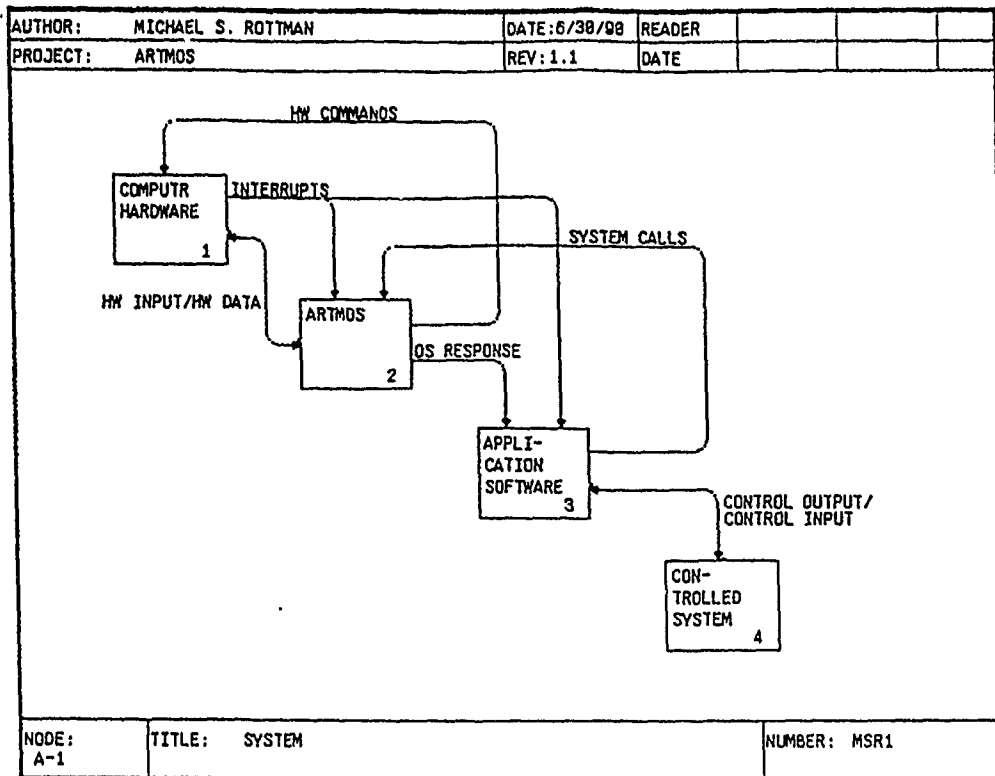 AUTHOR: MICHAEL S. ROTTMAN DATE:6/30/90 READER
PROJECT: ARTMOS REV:1.1 DATE
HW COMMANDS
COMPUTR
HARDWARE
1
INTERRUPTS
SYSTEM CALLS
HW INPUT/HW DATA
ARTMOS
2
OS RESPONSE
APPLI-
CATION
SOFTWARE
3
CONTROL OUTPUT/
CONTROL INPUT
CON-
TROLLED
SYSTEM
4
NODE: TITLE: SYSTEM NUMBER: MSR1
A-1